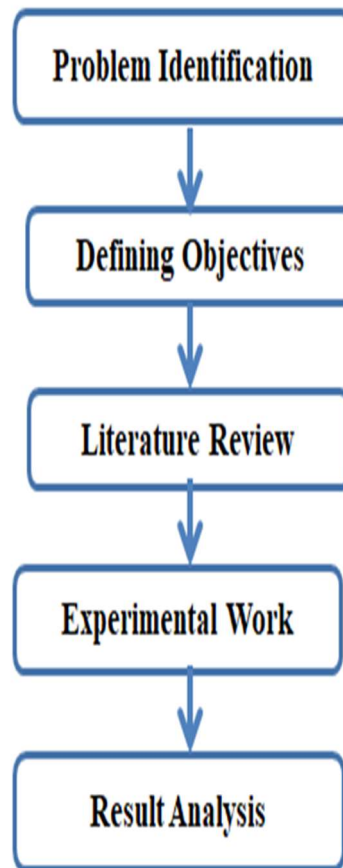 Problem Identification
Defining Objectives
Literature Review
Experimental Work
Result Analysis